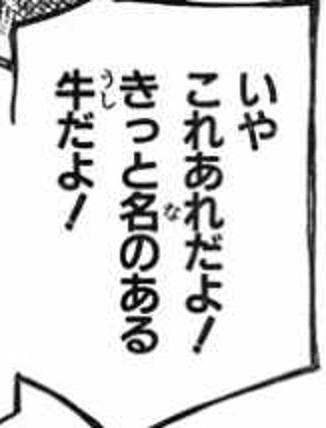 いや
これあれだよ！
きっと名のある
牛だよ！